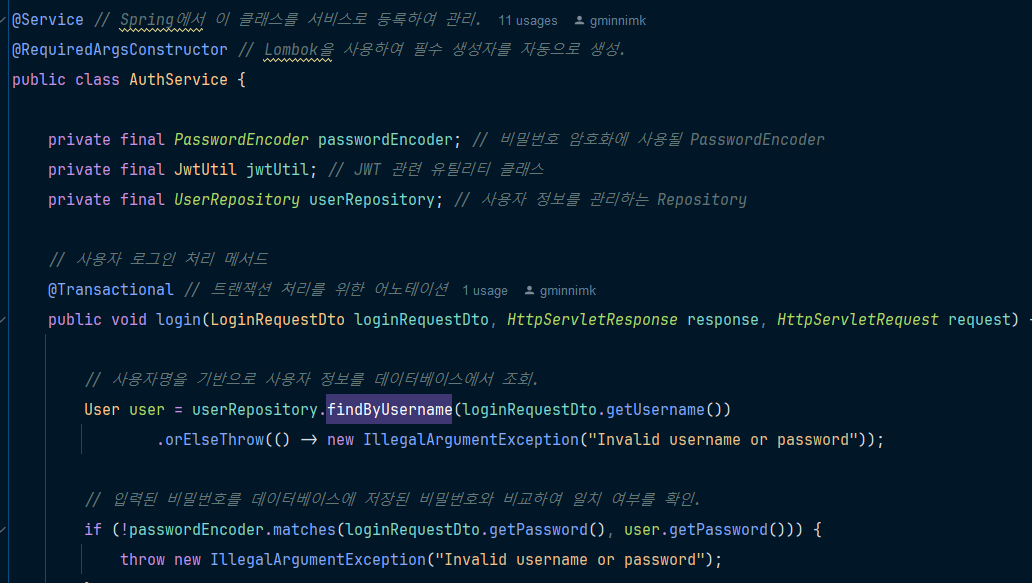 @Service // Spring에서 이 클래스를 서비스로 등록하여 관리. 11 usages gminnimk
@RequiredArgsConstructor // Lombok을 사용하여 필수 생성자를 자동으로 생성.
public class AuthService {
private final PasswordEncoder passwordEncoder; // 비밀번호 암호화에 사용될 PasswordEncoder
private final JwtUtil jwtUtil; // JWT 관련 유틸리티 클래스
private final UserRepository userRepository; // 사용자 정보를 관리하는 Repository
// 사용자 로그인 처리 메서드
@Transactional // 트랜잭션 처리를 위한 어노테이션 1 usage gminnimk
public void login(LoginRequestDto loginRequestDto, HttpServletResponse response, HttpServletRequest request)
// 사용자명을 기반으로 사용자 정보를 데이터베이스에서 조회.
User user = userRepository.findByUsername(loginRequestDto.getUsername())
.orElseThrow(() -> new IllegalArgumentException("Invalid username or password"));
// 입력된 비밀번호를 데이터베이스에 저장된 비밀번호와 비교하여 일치 여부를 확인.
if (!passwordEncoder.matches(loginRequestDto.getPassword(), user.getPassword())) {
throw new IllegalArgumentException("Invalid username or password");